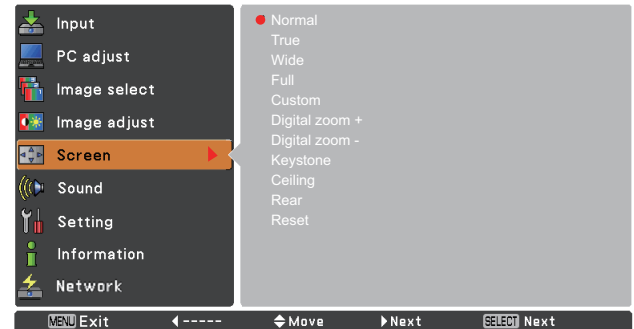 Input
PC adjust
Image select
Image adjust
Screen
Sound
Setting
Information
Network
Normal
True
Wide
Full
Custom
Digital zoom +
Digital zoom -
Keystone
Ceiling
Rear
Reset
MENU Exit ◀ ----- Move ▶ Next SELECT Next